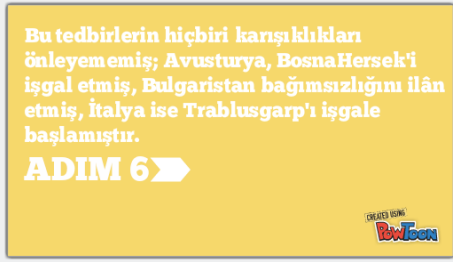 Bu tedbirlerin hiçbiri karışıklıkları
önleyememiş; Avusturya, BosnaHersek'i
işgal etmiş, Bulgaristan bağımsızlığını ilân
etmiş, İtalya ise Trablusgarp'ı işgale
başlamıştır.
ADIM 6
CREATED USING
POWTOON